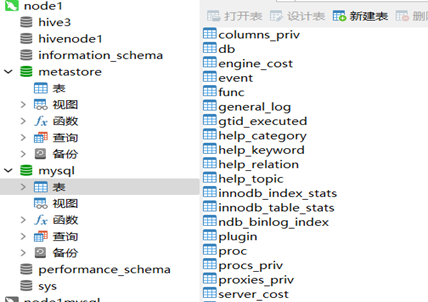 node1
hive3
hivenode1
information_schema
metastore
表
视图
函数
查询
备份
mysql
表
视图
函数
查询
备份
performance_schema
sys
node1mysql
打开表 设计表 新建表 删
columns_priv
db
engine_cost
event
func
general_log
gtid_executed
help_category
help_keyword
help_relation
help_topic
innodb_index_stats
innodb_table_stats
ndb_binlog_index
plugin
proc
procs_priv
proxies_priv
server_cost